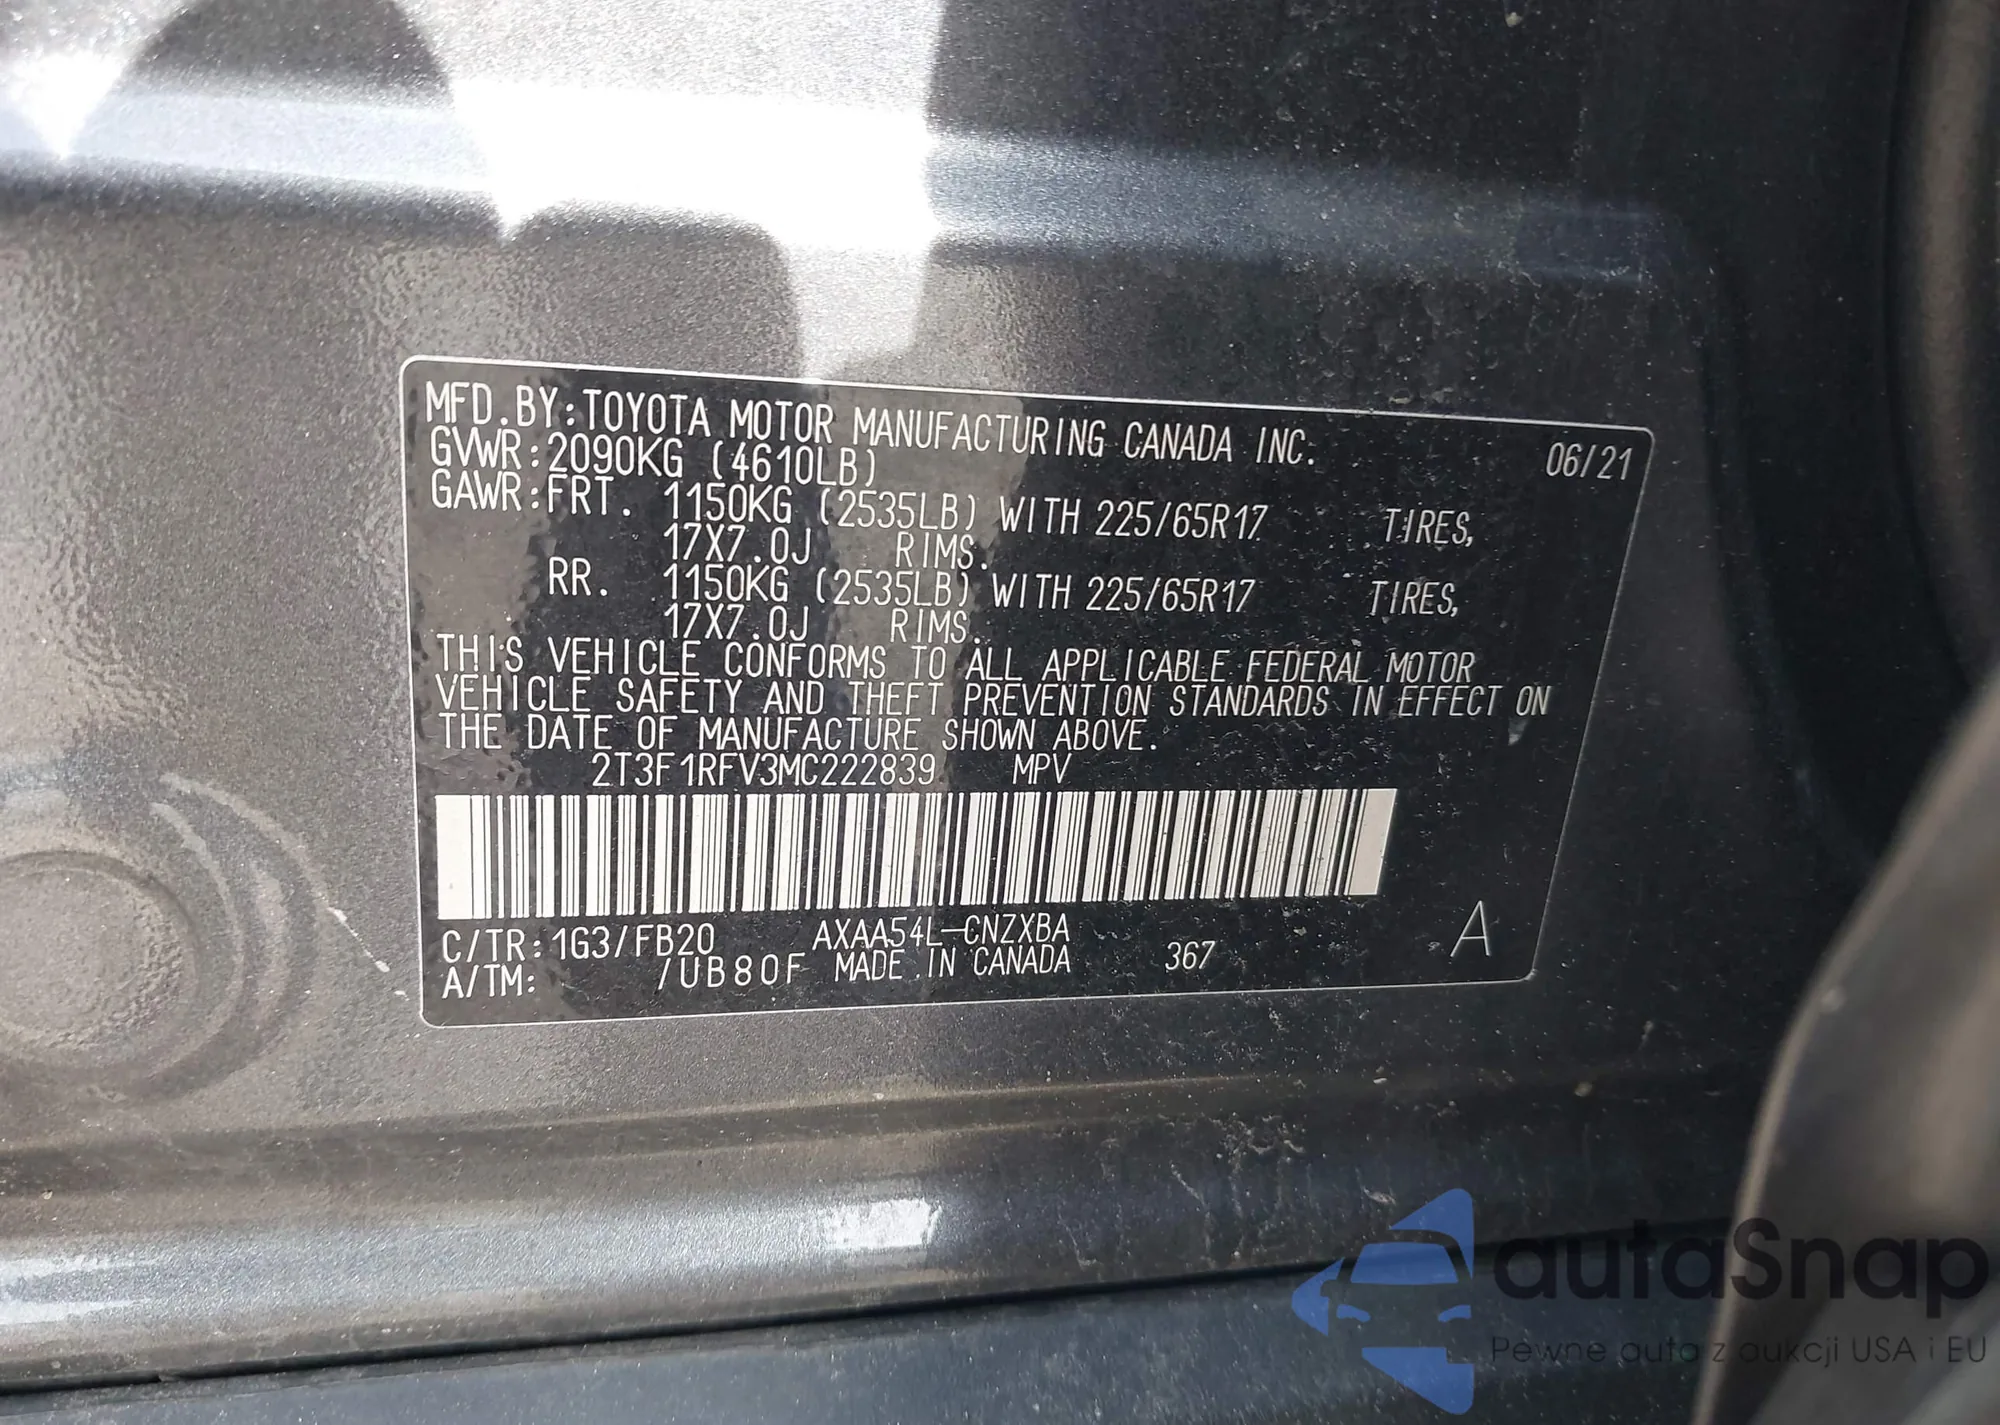 MFD.BY:TOYOTA MOTOR MANUFACTURING CANADA INC. 06/21
GVWR:2090KG (4610LB)
GAWR:FRT. 1150KG (2535LB) WITH 225/65R17 TIRES,
17X7.0J RIMS.
RR. 1150KG (2535LB) WITH 225/65R17 TIRES,
17X7.0J RIMS.
THIS VEHICLE CONFORMS TO ALL APPLICABLE FEDERAL MOTOR
VEHICLE SAFETY AND THEFT PREVENTION STANDARDS IN EFFECT ON
THE DATE OF MANUFACTURE SHOWN ABOVE.
2T3F1RFV3MC222839 MPV
C/TR:1G3/FB20 AXAA54L-CNZXBA
A/TM: /UB80F MADE IN CANADA 367 A
autaSnap
Pewne auta z aukcji USA i EU